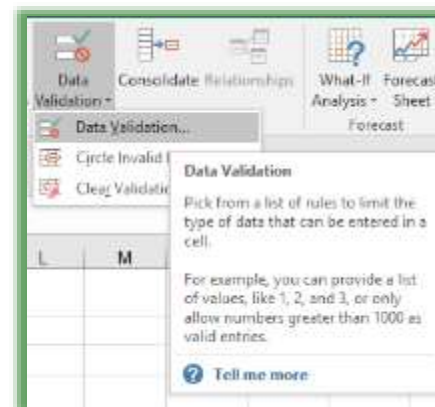 Data
Validation
Consolidate
Relationships
What-If
Analysis
Forecas
Sheet
Forecast
Data Validation...
Circle Invalid
Clear Validatio
Data Validation
Pick from a list of rules to limit the
type of data that can be entered in a
cell.
For example, you can provide a list
of values, like 1, 2, and 3, or only
allow numbers greater than 1000 as
valid entries.
Tell me more
L M